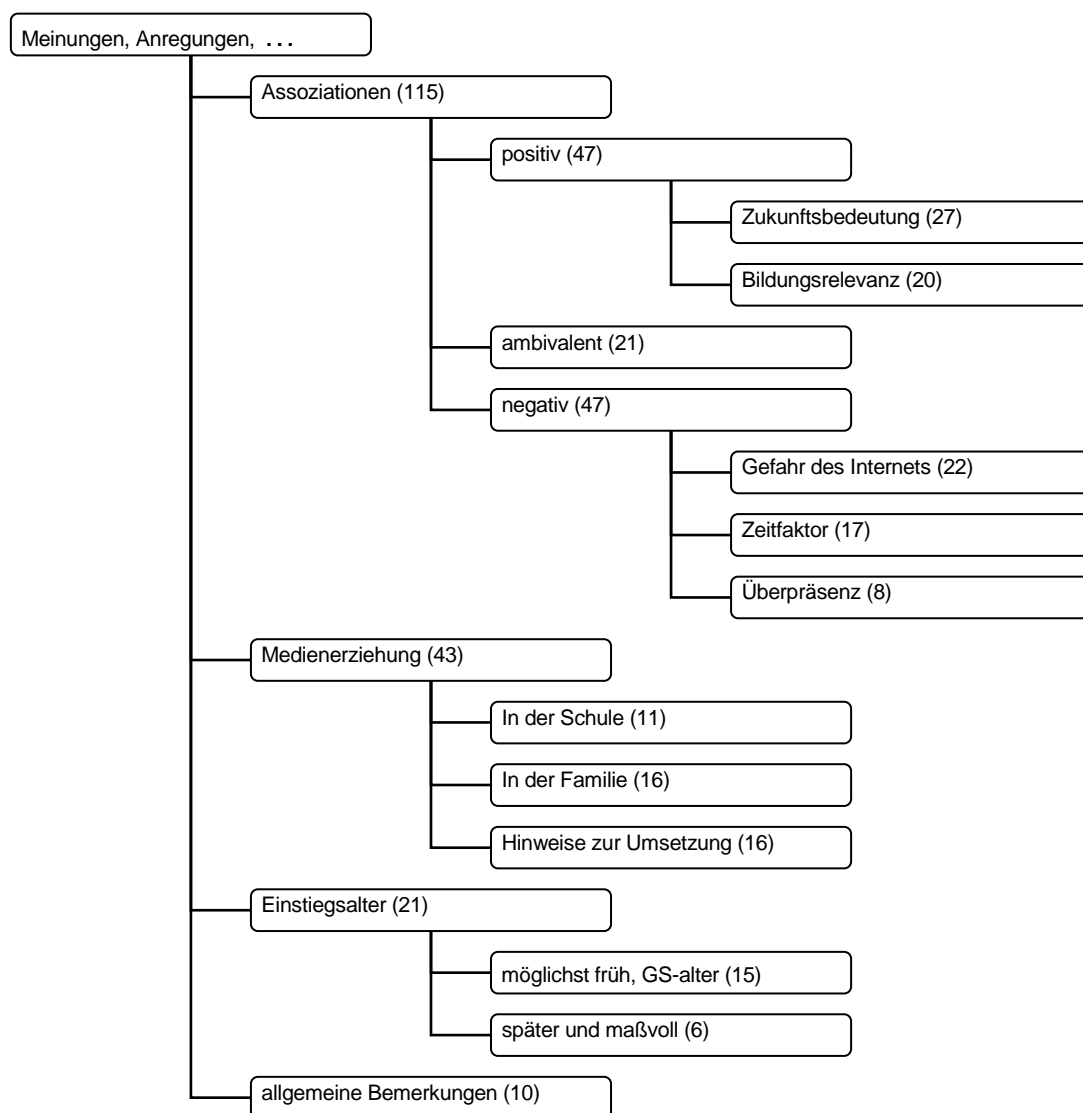 Meinungen, Anregungen, ...
Assoziationen (115)
positiv (47)
Zukunftsbedeutung (27)
Bildungsrelevanz (20)
ambivalent (21)
negativ (47)
Gefahr des Internets (22)
Zeitfaktor (17)
Überpräsenz (8)
Medienerziehung (43)
In der Schule (11)
In der Familie (16)
Hinweise zur Umsetzung (16)
Einstiegsalter (21)
möglichst früh, GS-alter (15)
später und maßvoll (6)
allgemeine Bemerkungen (10)